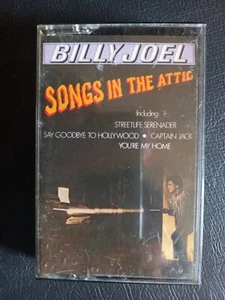 BILLY JOEL
SONGS IN THE ATTIC
Including
STREETLIFE SERENADER
SAY GOODBYE TO HOLLYWOOD • CAPTAIN JACK
YOU'RE MY HOME